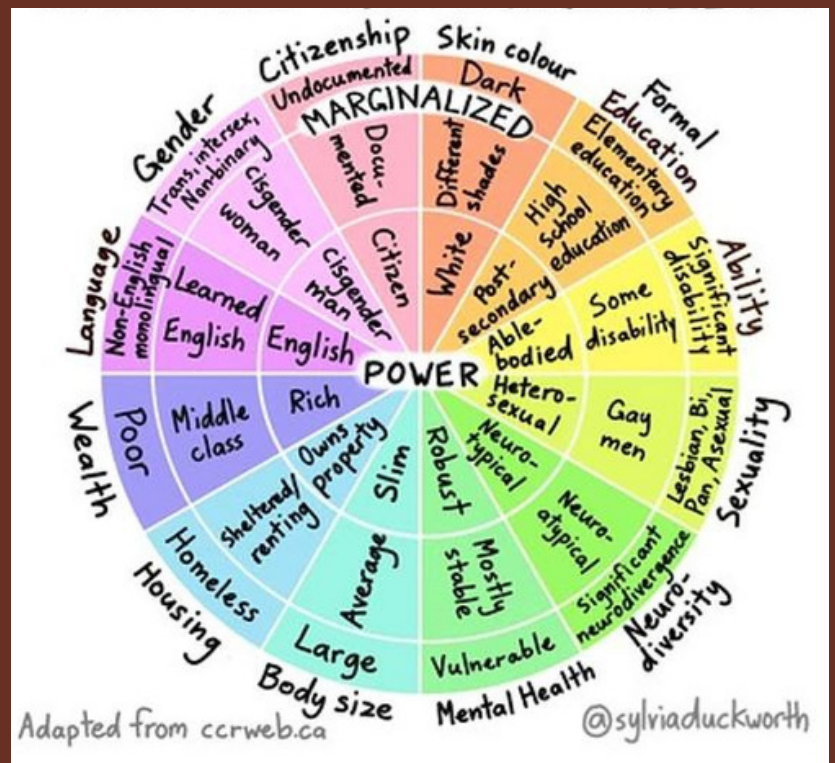 Citizenship
Undocumented
Docu-
mented
Citizen
Skin colour
Dark
Different
shades
White
Formal
Education
Elementary
education
High
school
education
Post-
secondary
Ability
Significant
disability
Some
disability
Able-
bodied
Sexuality
Lesbian, Bi,
Pan, Asexual
Gay
men
Hetero-
sexual
Neuro-
diversity
Significant
neurodivergence
Neuro-
atypical
Neuro-
typical
Mental Health
Vulnerable
Mostly
stable
Robust
Body size
Large
Average
Slim
Housing
Homeless
Sheltered/
renting
Owns
property
Wealth
Poor
Middle
class
Rich
Language
Non-English
monolingual
Learned
English
English
Gender
Trans, intersex,
Non-binary
cisgender
woman
cisgender
man
MARGINALIZED
POWER
Adapted from ccrweb.ca
@sylviaduckworth